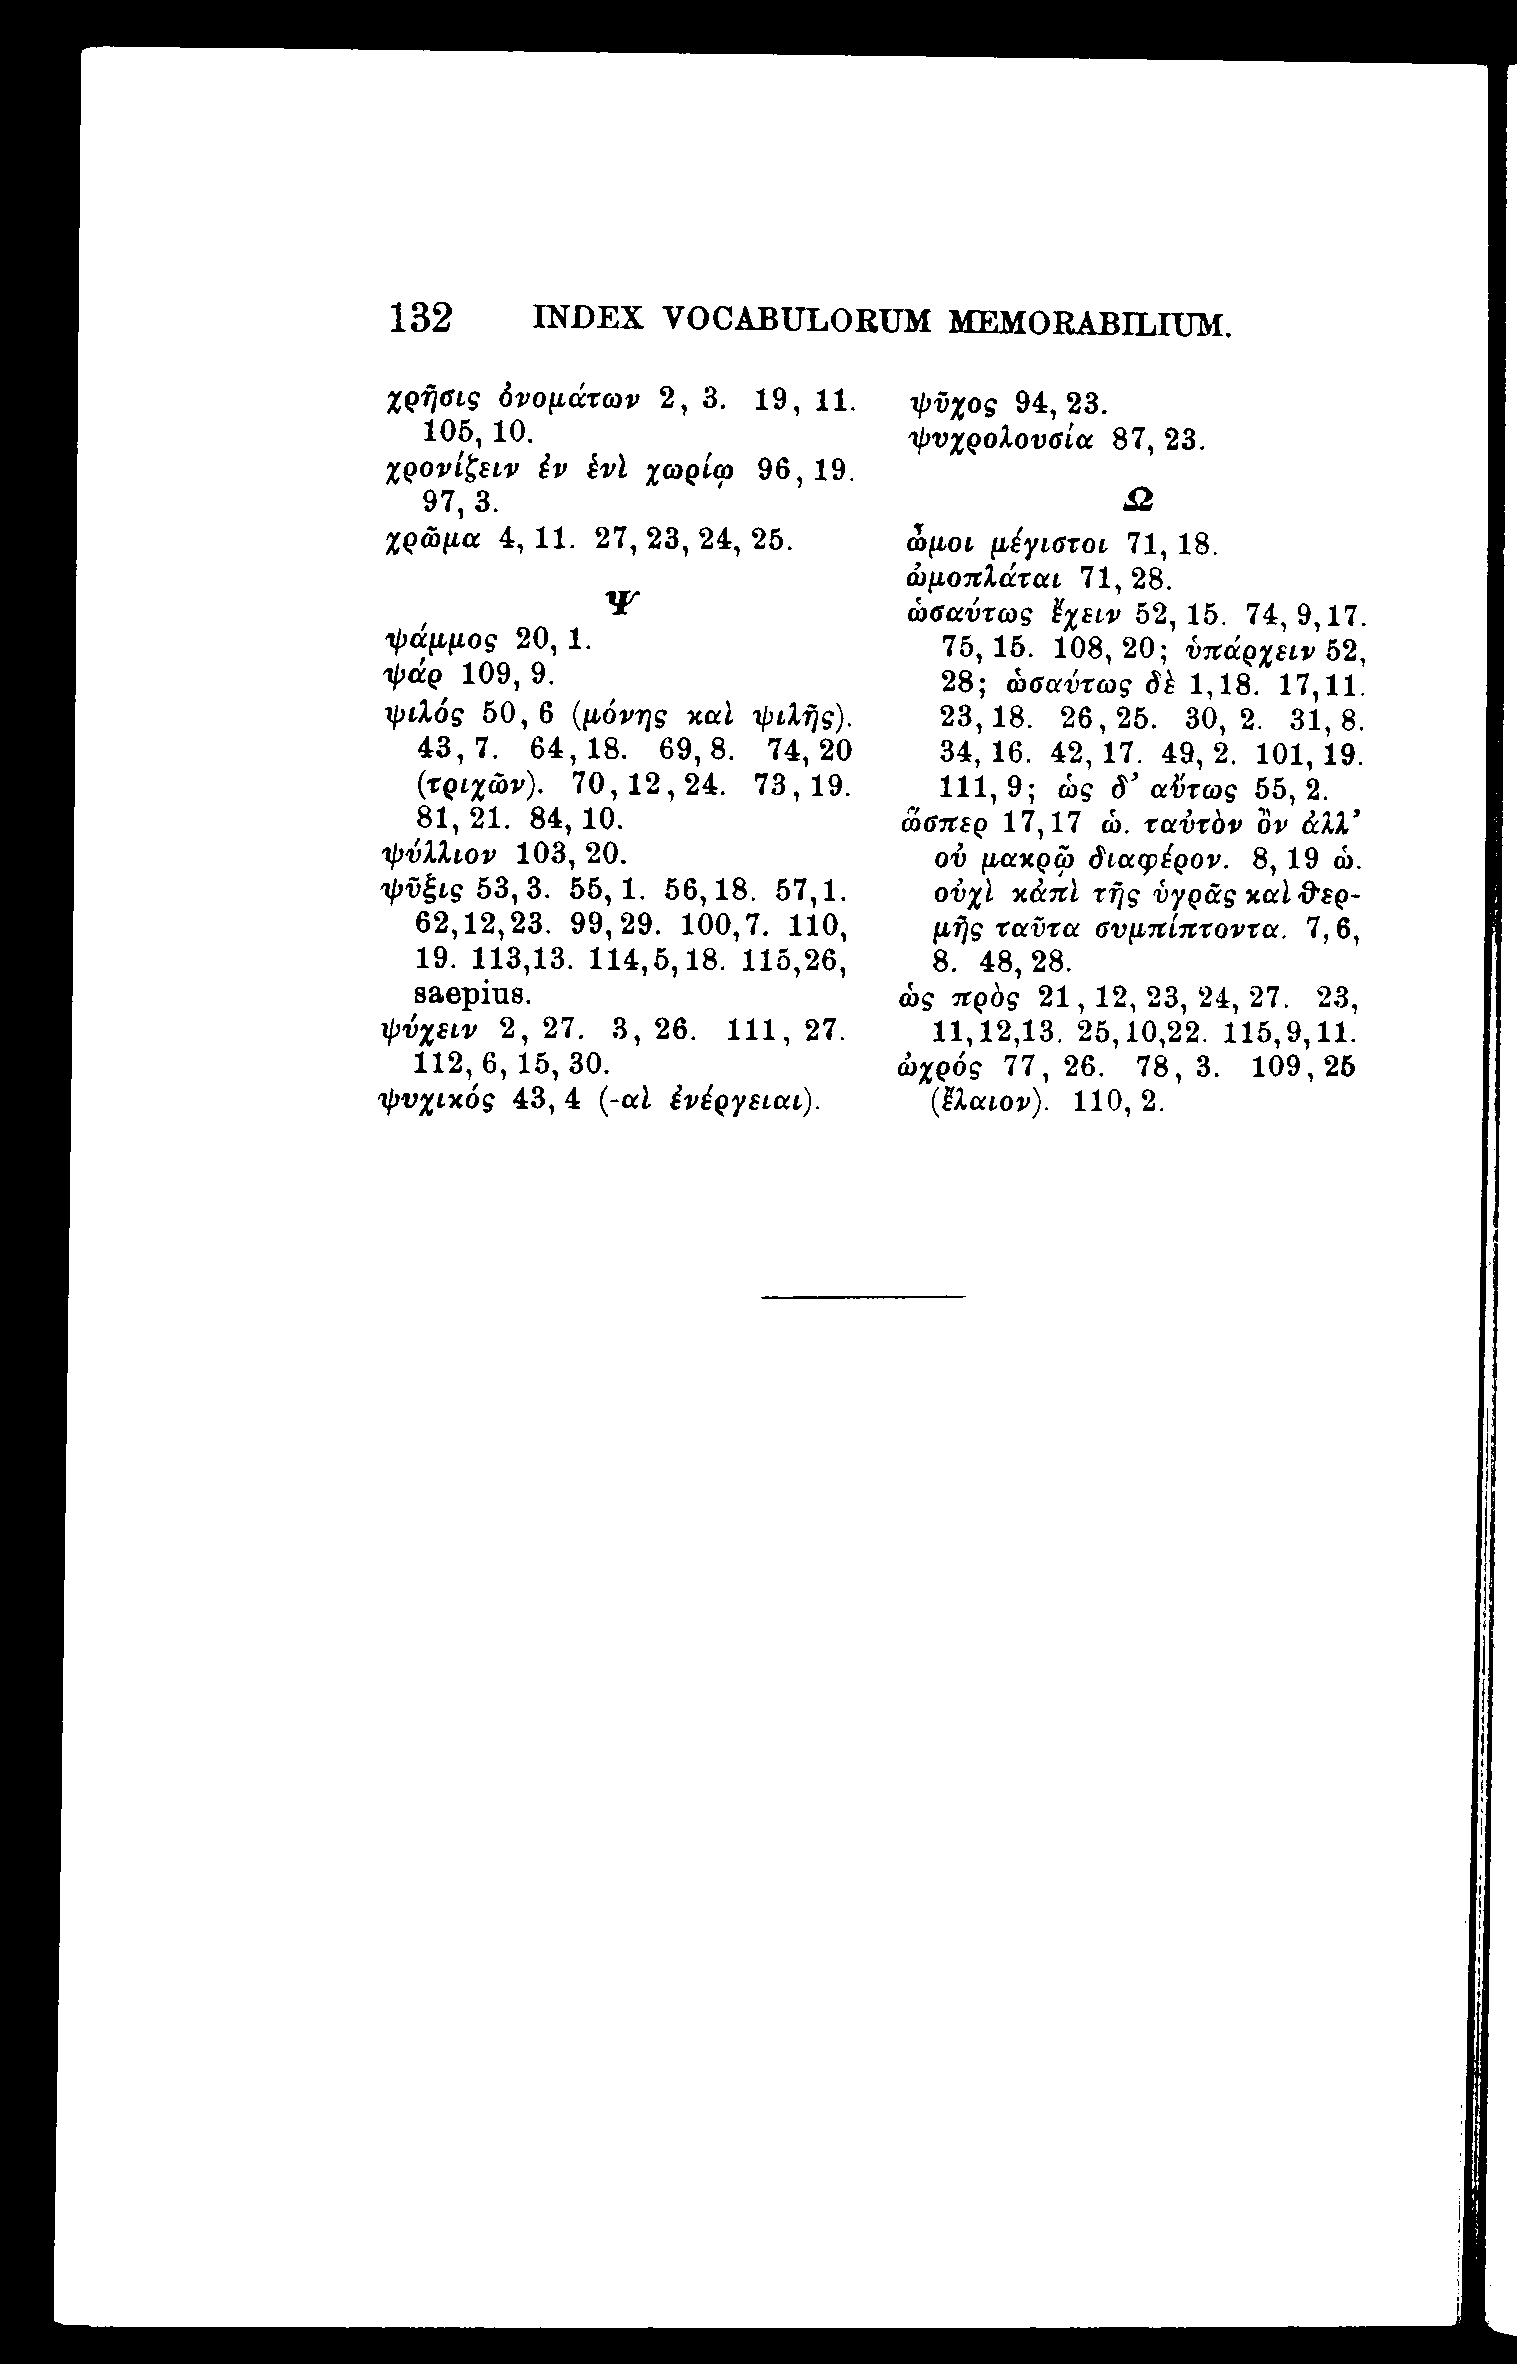 132 INDEX VOCABULORUM MEMORABILIUM.
χρῆσις ὀνομάτων 2, 3. 19, 11.
105, 10.
χρονίζειν ἐν ἑνὶ χωρίῳ 96, 19.
97, 3.
χρῶμα 4, 11. 27, 23, 24, 25.
Ψ
ψάμμος 20, 1.
ψάρ 109, 9.
ψιλός 50, 6 (μόνης καὶ ψιλῆς).
43, 7. 64, 18. 69, 8. 74, 20
(τριχῶν). 70, 12, 24. 73, 19.
81, 21. 84, 10.
ψύλλιον 103, 20.
ψῦξις 53, 3. 55, 1. 56, 18. 57, 1.
62, 12, 23. 99, 29. 100, 7. 110,
19. 113, 13. 114, 5, 18. 115, 26,
saepius.
ψύχειν 2, 27. 3, 26. 111, 27.
112, 6, 15, 30.
ψυχικός 43, 4 (-αὶ ἐνέργειαι).
ψῦχος 94, 23.
ψυχρολουσία 87, 23.
Ω
ὦμοι μέγιστοι 71, 18.
ὠμοπλάται 71, 28.
ὡσαύτως ἔχειν 52, 15. 74, 9, 17.
75, 15. 108, 20; ὑπάρχειν 52,
28; ὡσαύτως δὲ 1, 18. 17, 11.
23, 18. 26, 25. 30, 2. 31, 8.
34, 16. 42, 17. 49, 2. 101, 19.
111, 9; ὡς δ’ αὔτως 55, 2.
ὥσπερ 17, 17 ὡ. ταὐτὸν ὂν ἀλλ’
οὐ μακρῷ διαφέρον. 8, 19 ὡ.
οὐχὶ κἀπὶ τῆς ὑγρᾶς καὶ θερ-
μῆς ταῦτα συμπίπτοντα. 7, 6,
8. 48, 28.
ὡς πρὸς 21, 12, 23, 24, 27. 23,
11, 12, 13. 25, 10, 22. 115, 9, 11.
ὠχρός 77, 26. 78, 3. 109, 25
(ἔλαιον). 110, 2.